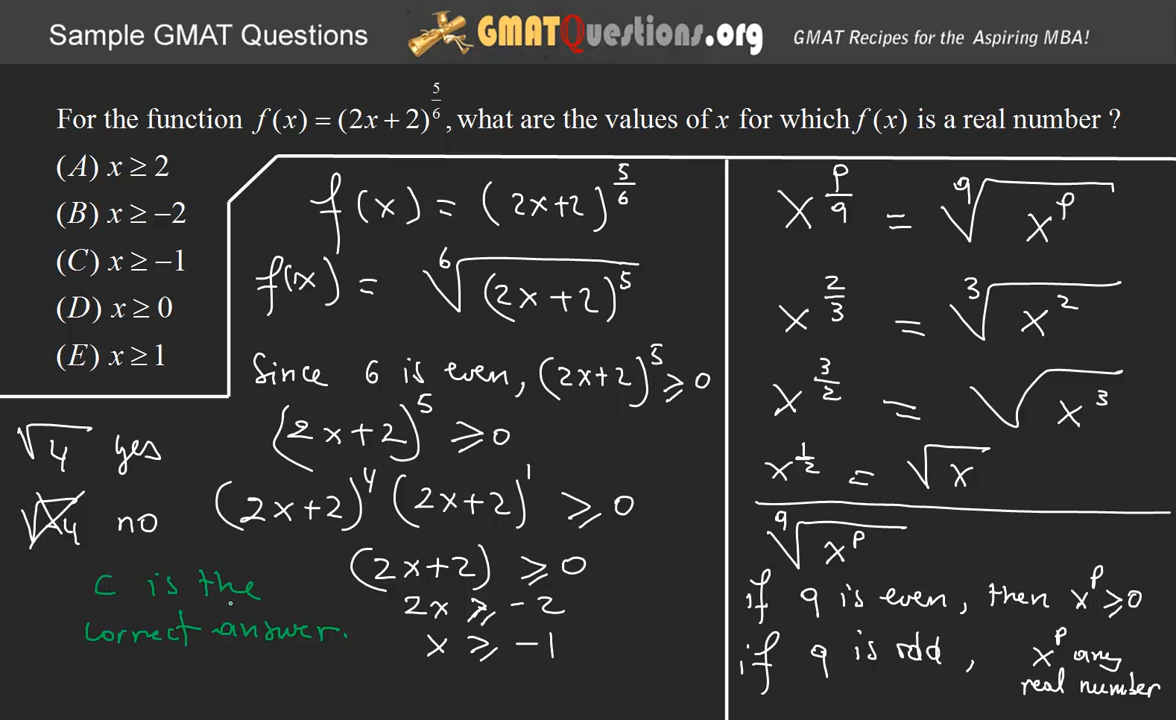 Sample GMAT Questions
GMATQuestions.org
GMAT Recipes for the Aspiring MBA!
For the function f(x) = (2x+2)^(5/6), what are the values of x for which f(x) is a real number ?
(A) x ≥ 2
(B) x ≥ −2
(C) x ≥ −1
(D) x ≥ 0
(E) x ≥ 1
√4 yes
√-4 no
C is the
correct answer.
f(x) = (2x+2)^(5/6)
f(x) = ⁶√(2x+2)⁵
Since 6 is even, (2x+2)⁵ ≥ 0
(2x+2)⁵ ≥ 0
(2x+2)⁴ (2x+2)¹ ≥ 0
(2x+2) ≥ 0
2x ≥ −2
x ≥ −1
x^(p/q) = q√x^p
x^(2/3) = ³√x²
x^(3/2) = √x³
x^(1/2) = √x
q√x^p
if q is even, then x^p ≥ 0
if q is odd, x^p any
real number